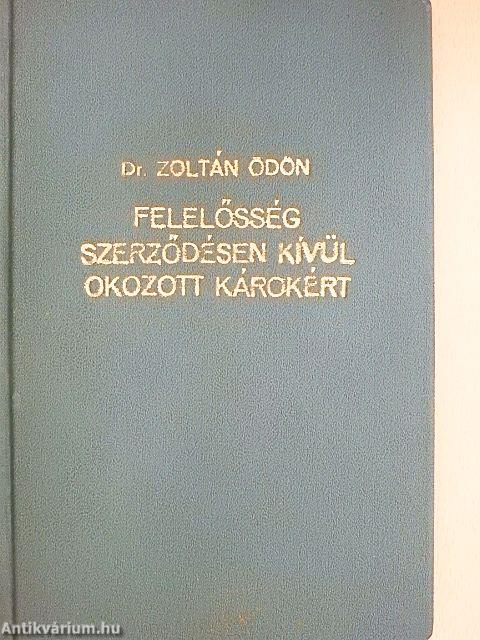 Dr. ZOLTÁN ÖDÖN
FELELŐSSÉG
SZERZŐDÉSEN KÍVÜL
OKOZOTT KÁROKÉRT
Antikvárium.hu